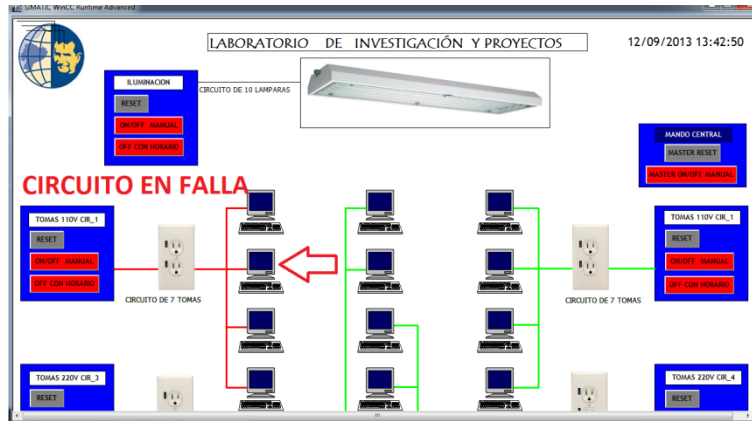 SIMATIC WinCC Runtime Advanced
LABORATORIO DE INVESTIGACIÓN Y PROYECTOS
12/09/2013 13:42:50
ILUMINACION
RESET
ON/OFF MANUAL
OFF CON HORARIO
CIRCUITO DE 10 LAMPARAS
MANDO CENTRAL
MASTER RESET
MASTER ON/OFF MANUAL
CIRCUITO EN FALLA
TOMAS 110V CIR_1
RESET
ON/OFF MANUAL
OFF CON HORARIO
CIRCUITO DE 7 TOMAS
TOMAS 110V CIR_1
RESET
ON/OFF MANUAL
OFF CON HORARIO
CIRCUITO DE 7 TOMAS
TOMAS 220V CIR_3
RESET
TOMAS 220V CIR_4
RESET